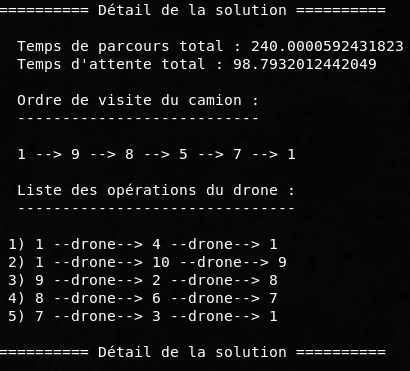 ========== Détail de la solution ==========
Temps de parcours total : 240.0000592431823
Temps d'attente total : 98.7932012442049
Ordre de visite du camion :
---------------------------
1 --> 9 --> 8 --> 5 --> 7 --> 1
Liste des opérations du drone :
-------------------------------
1) 1 --drone--> 4 --drone--> 1
2) 1 --drone--> 10 --drone--> 9
3) 9 --drone--> 2 --drone--> 8
4) 8 --drone--> 6 --drone--> 7
5) 7 --drone--> 3 --drone--> 1
========== Détail de la solution ==========